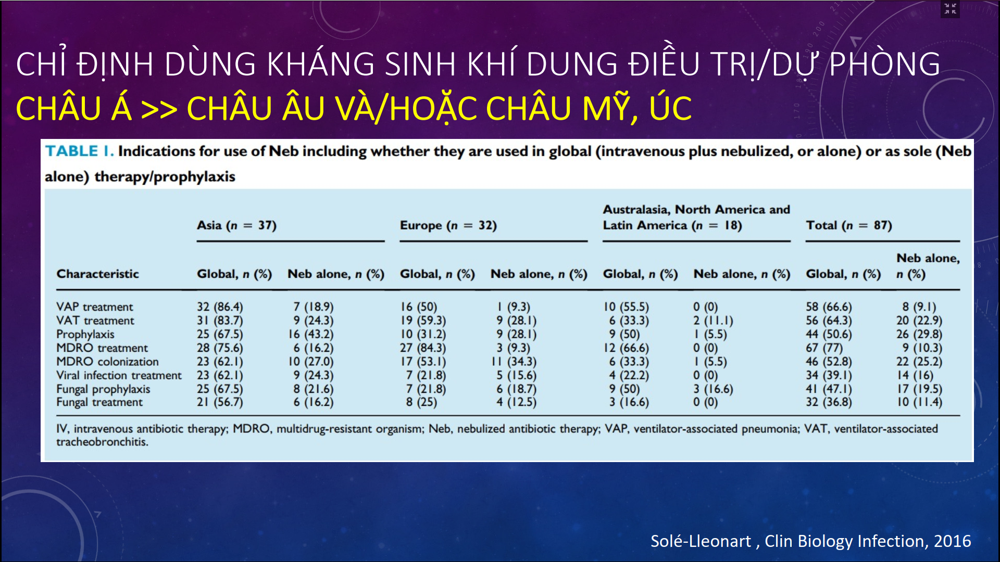 CHỈ ĐỊNH DÙNG KHÁNG SINH KHÍ DUNG ĐIỀU TRỊ/DỰ PHÒNG
CHÂU Á >> CHÂU ÂU VÀ/HOẶC CHÂU MỸ, ÚC
TABLE 1. Indications for use of Neb including whether they are used in global (intravenous plus nebulized, or alone) or as sole (Neb
alone) therapy/prophylaxis
Asia (n = 37) Europe (n = 32) Australasia, North America and Latin America (n = 18) Total (n = 87)
Characteristic Global, n (%) Neb alone, n (%) Global, n (%) Neb alone, n (%) Global, n (%) Neb alone, n (%) Global, n (%) Neb alone, n (%)
VAP treatment 32 (86.4) 7 (18.9) 16 (50) 1 (9.3) 10 (55.5) 0 (0) 58 (66.6) 8 (9.1)
VAT treatment 31 (83.7) 9 (24.3) 19 (59.3) 9 (28.1) 6 (33.3) 2 (11.1) 56 (64.3) 20 (22.9)
Prophylaxis 25 (67.5) 16 (43.2) 10 (31.2) 9 (28.1) 9 (50) 1 (5.5) 44 (50.6) 26 (29.8)
MDRO treatment 28 (75.6) 6 (16.2) 27 (84.3) 3 (9.3) 12 (66.6) 0 (0) 67 (77) 9 (10.3)
MDRO colonization 23 (62.1) 10 (27.0) 17 (53.1) 11 (34.3) 6 (33.3) 1 (5.5) 46 (52.8) 22 (25.2)
Viral infection treatment 23 (62.1) 9 (24.3) 7 (21.8) 5 (15.6) 4 (22.2) 0 (0) 34 (39.1) 14 (16)
Fungal prophylaxis 25 (67.5) 8 (21.6) 7 (21.8) 6 (18.7) 9 (50) 3 (16.6) 41 (47.1) 17 (19.5)
Fungal treatment 21 (56.7) 6 (16.2) 8 (25) 4 (12.5) 3 (16.6) 0 (0) 32 (36.8) 10 (11.4)
IV, intravenous antibiotic therapy; MDRO, multidrug-resistant organism; Neb, nebulized antibiotic therapy; VAP, ventilator-associated pneumonia; VAT, ventilator-associated
tracheobronchitis.
Solé-Lleonart , Clin Biology Infection, 2016